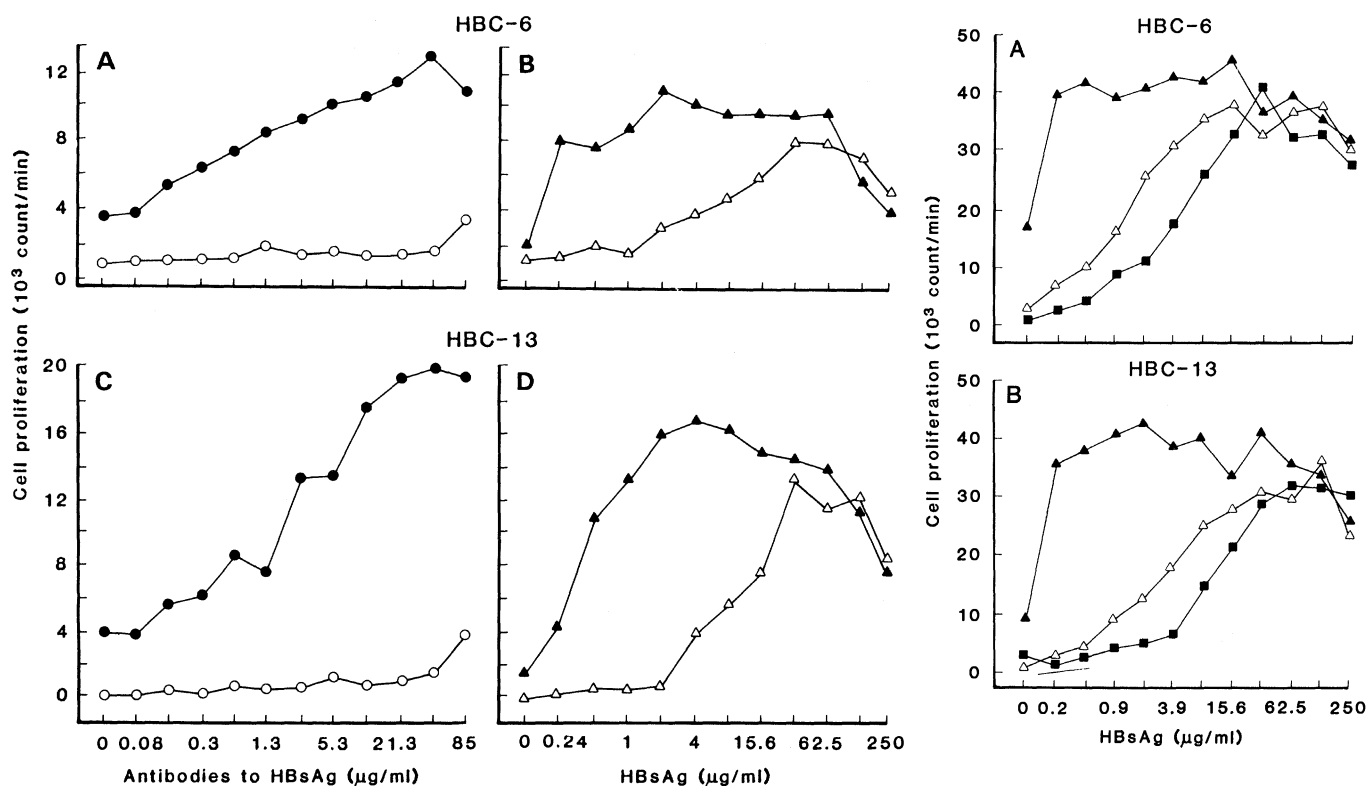 HBC-6
A
B
12
8
4
0
Cell proliferation (10³ count/min)
HBC-13
C
D
20
16
12
8
4
0
0 0.08 0.3 1.3 5.3 21.3 85
Antibodies to HBsAg (µg/ml)
0 0.24 1 4 15.6 62.5 250
HBsAg (µg/ml)
HBC-6
A
50
40
30
20
10
0
Cell proliferation (10³ count/min)
HBC-13
B
50
40
30
20
10
0
0 0.2 0.9 3.9 15.6 62.5 250
HBsAg (µg/ml)